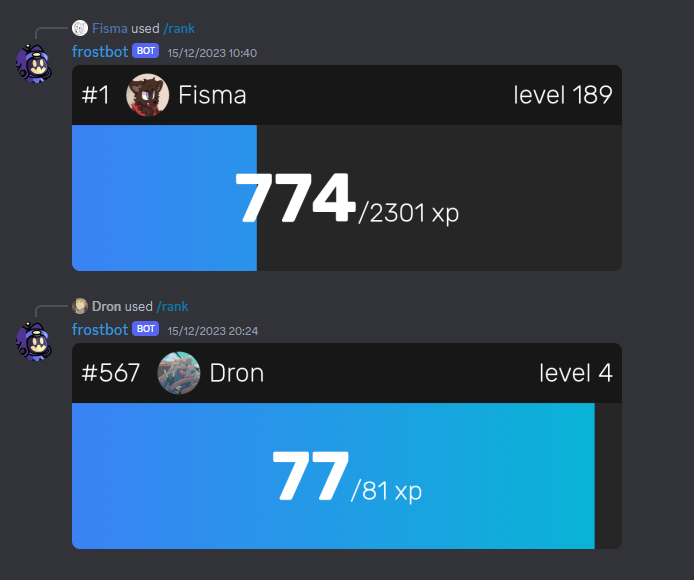 Fisma used /rank
frostbot BOT 15/12/2023 10:40
#1 Fisma level 189
774/2301 xp
Dron used /rank
frostbot BOT 15/12/2023 20:24
#567 Dron level 4
77/81 xp